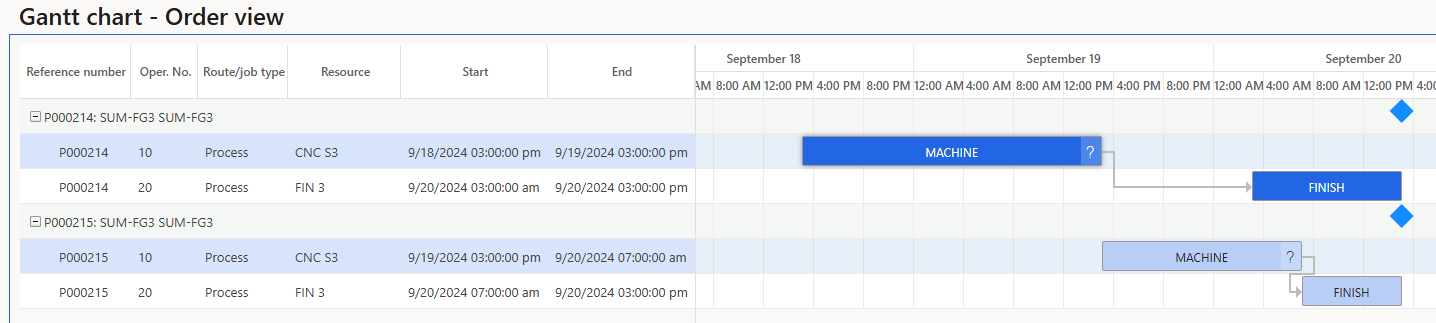 Gantt chart - Order view
September 18 September 19 September 20
Reference number Oper. No. Route/job type Resource Start End
AM 8:00 AM 12:00 PM 4:00 PM 8:00 PM 12:00 AM 4:00 AM 8:00 AM 12:00 PM 4:00 PM 8:00 PM 12:00 AM 4:00 AM 8:00 AM 12:00 PM 4:00
P000214: SUM-FG3 SUM-FG3
P000214 10 Process CNC S3 9/18/2024 03:00:00 pm 9/19/2024 03:00:00 pm MACHINE ?
P000214 20 Process FIN 3 9/20/2024 03:00:00 am 9/20/2024 03:00:00 pm FINISH
P000215: SUM-FG3 SUM-FG3
P000215 10 Process CNC S3 9/19/2024 03:00:00 pm 9/20/2024 07:00:00 am MACHINE ?
P000215 20 Process FIN 3 9/20/2024 07:00:00 am 9/20/2024 03:00:00 pm FINISH